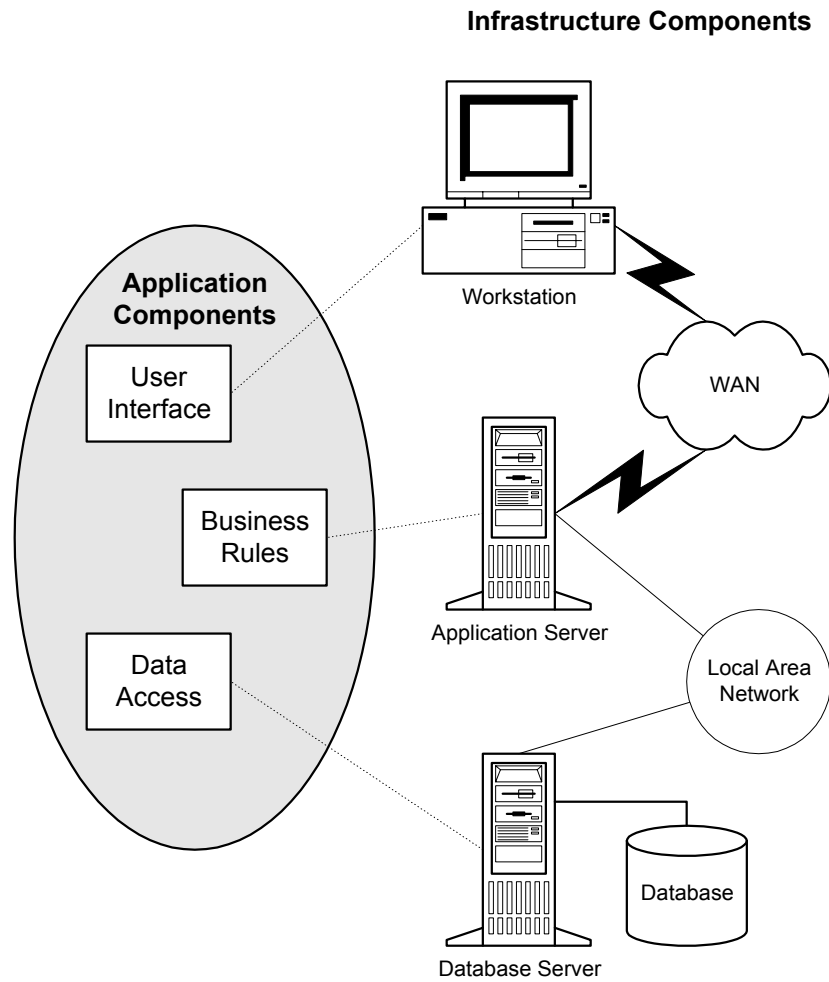 Infrastructure Components
Workstation
Application
Components
User
Interface
WAN
Business
Rules
Application Server
Data
Access
Local Area
Network
Database
Database Server